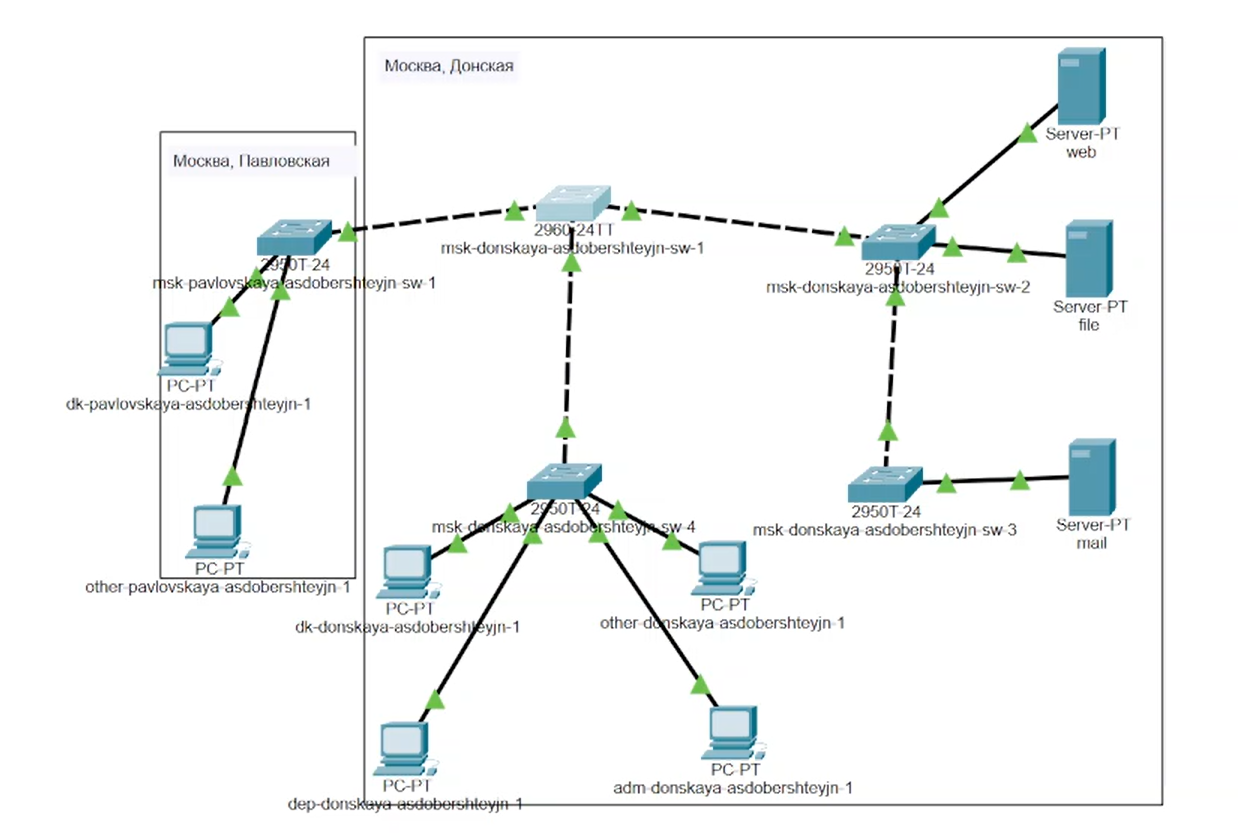 Москва, Донская
Server-PT
web
Москва, Павловская
2960-24TT
msk-donskaya-asdobershteyjn-sw-1
2950T-24
msk-pavlovskaya-asdobershteyjn-sw-1
2950T-24
msk-donskaya-asdobershteyjn-sw-2
Server-PT
file
PC-PT
dk-pavlovskaya-asdobershteyjn-1
2950T-24
msk-donskaya-asdobershteyjn-sw-4
2950T-24
msk-donskaya-asdobershteyjn-sw-3
Server-PT
mail
PC-PT
other-pavlovskaya-asdobershteyjn-1
PC-PT
dk-donskaya-asdobershteyjn-1
PC-PT
other-donskaya-asdobershteyjn-1
PC-PT
dep-donskaya-asdobershteyjn-1
PC-PT
adm-donskaya-asdobershteyjn-1